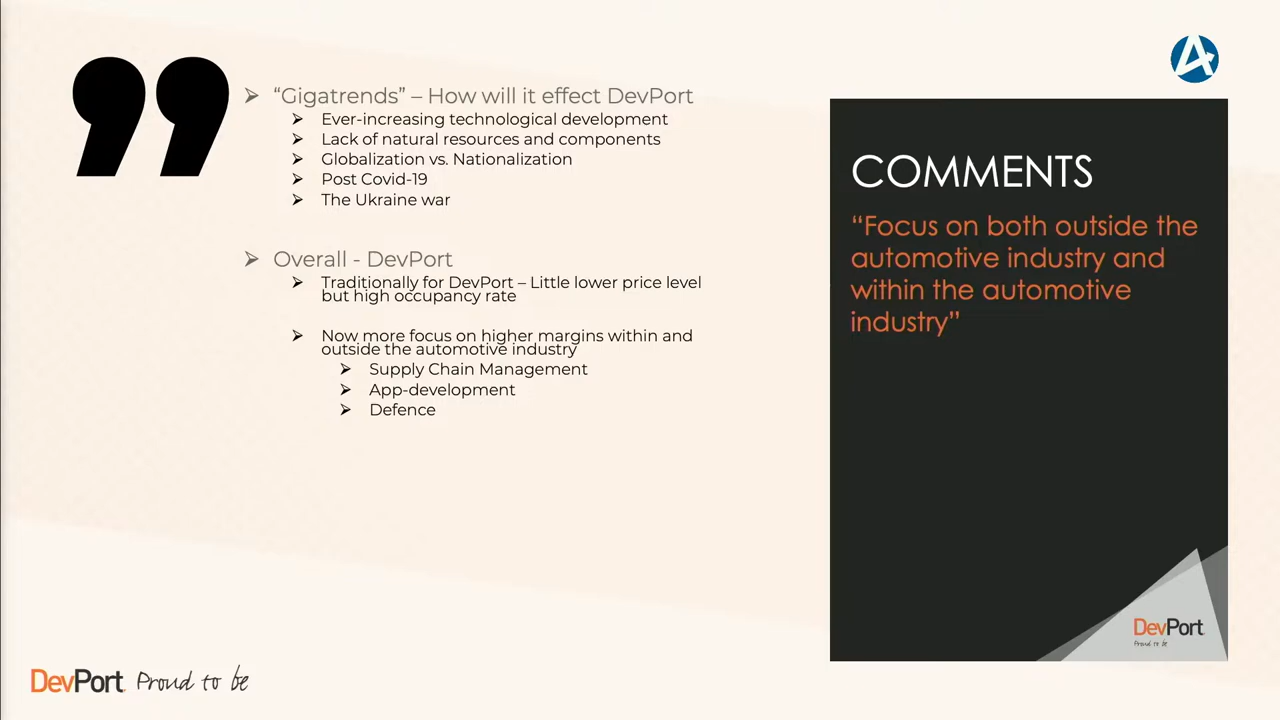 “Gigatrends” – How will it effect DevPort
Ever-increasing technological development
Lack of natural resources and components
Globalization vs. Nationalization
Post Covid-19
The Ukraine war
Overall - DevPort
Traditionally for DevPort – Little lower price level
but high occupancy rate
Now more focus on higher margins within and
outside the automotive industry
Supply Chain Management
App-development
Defence
COMMENTS
“Focus on both outside the
automotive industry and
within the automotive
industry”
DevPort
Proud to be
DevPort Proud to be